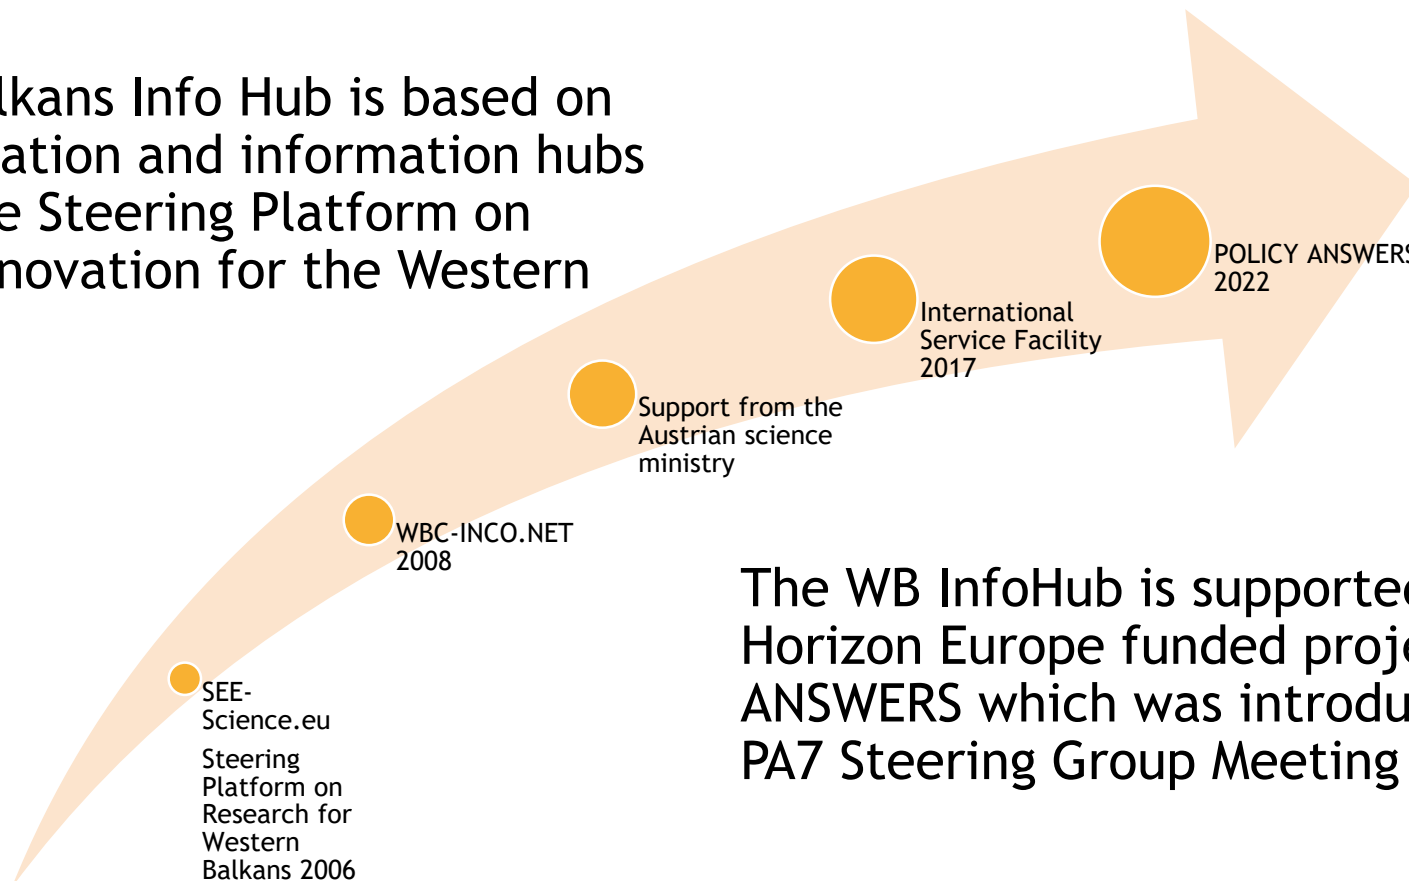 lkans Info Hub is based on
ation and information hubs
e Steering Platform on
novation for the Western
POLICY ANSWERS
2022
International
Service Facility
2017
Support from the
Austrian science
ministry
WBC-INCO.NET
2008
SEE-
Science.eu
Steering
Platform on
Research for
Western
Balkans 2006
The WB InfoHub is supported
Horizon Europe funded proje
ANSWERS which was introdu
PA7 Steering Group Meeting